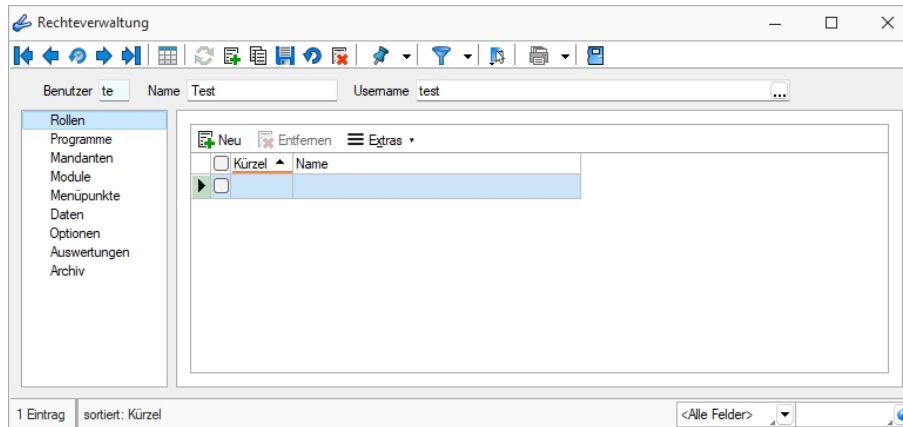 Rechteverwaltung
Benutzer te Name Test Username test ...
Rollen
Programme
Mandanten
Module
Menüpunkte
Daten
Optionen
Auswertungen
Archiv
Neu Entfernen Extras
Kürzel Name
1 Eintrag sortiert: Kürzel <Alle Felder>